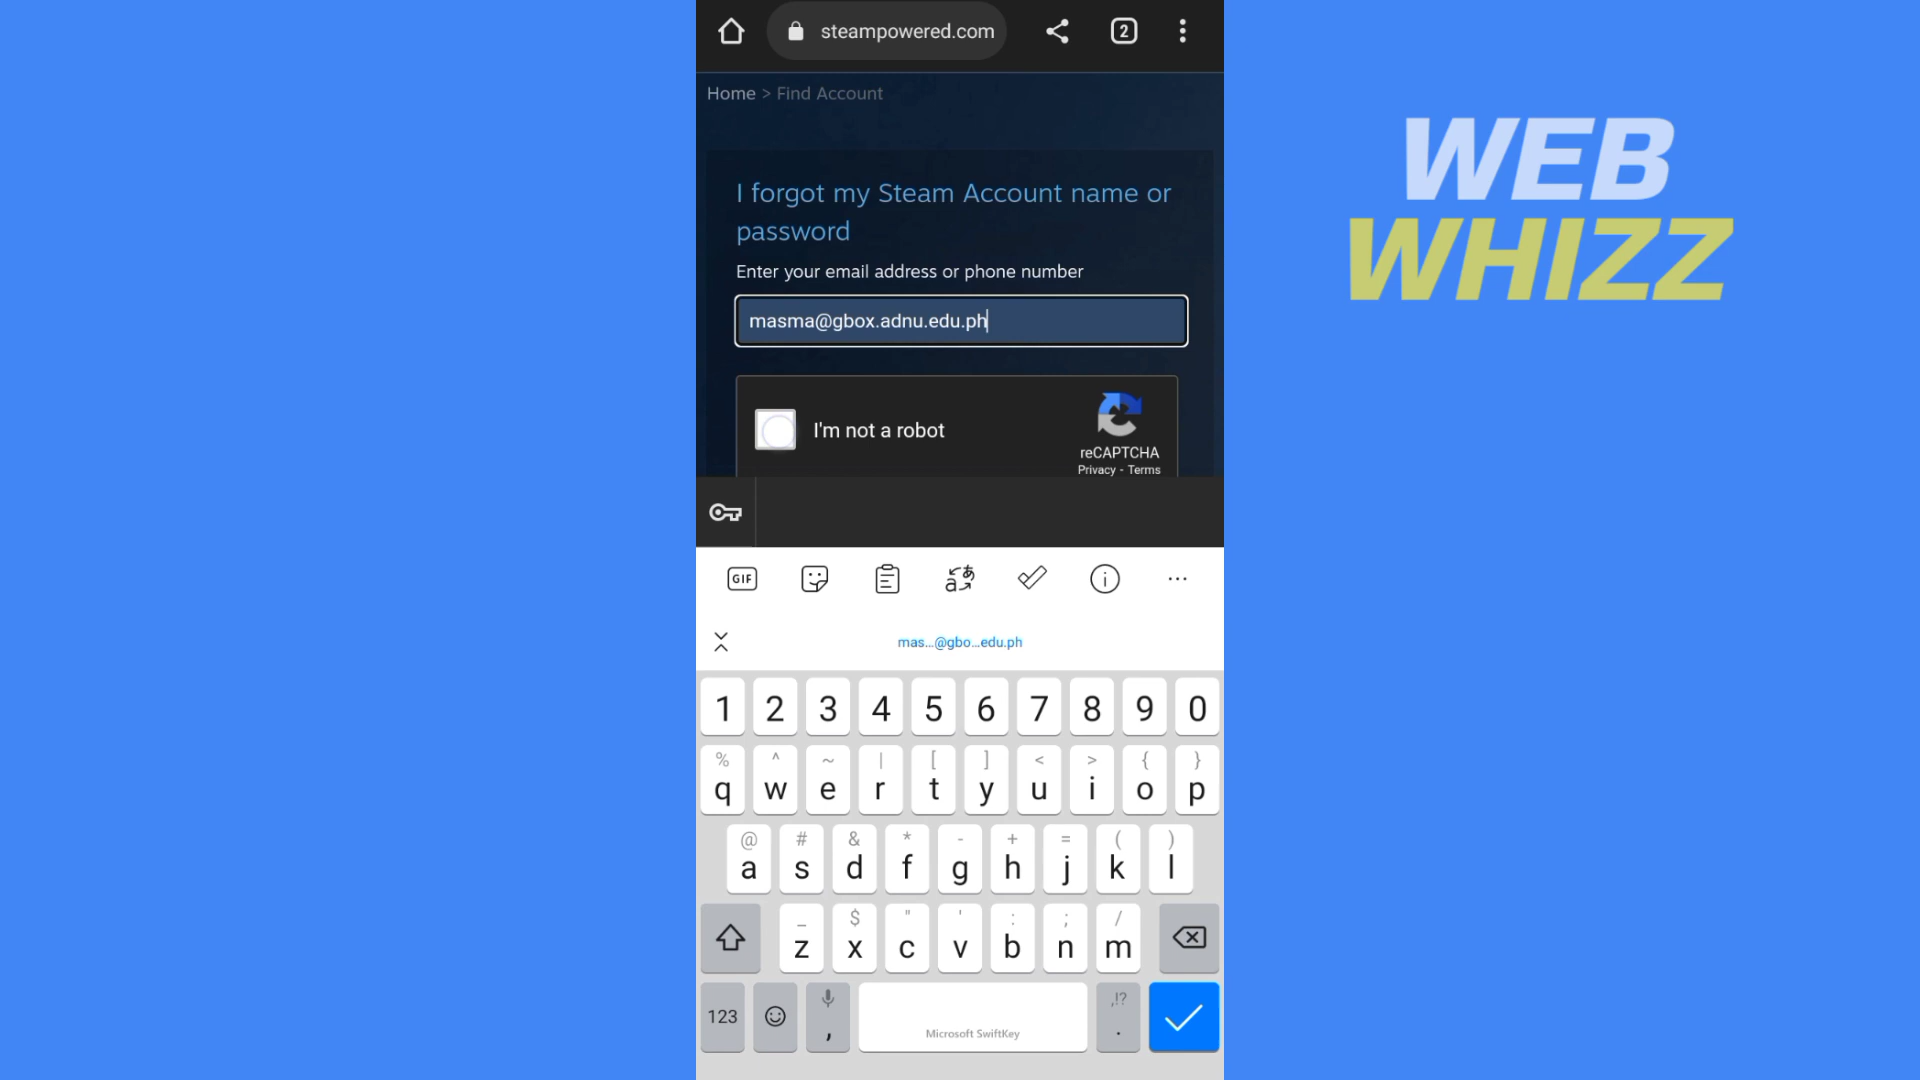 steampowered.com
2
Home > Find Account
WEB
WHIZZ
I forgot my Steam Account name or
password
Enter your email address or phone number
masma@gbox.adnu.edu.ph
I'm not a robot
reCAPTCHA
Privacy - Terms
GIF
aあ
mas...@gbo...edu.ph
1 2 3 4 5 6 7 8 9 0
% ^ ~ | [ ] < > { }
q w e r t y u i o p
@ # & * - + = ( )
a s d f g h j k l
_ $ " ' : ; /
z x c v b n m
,!?
123 , Microsoft SwiftKey .